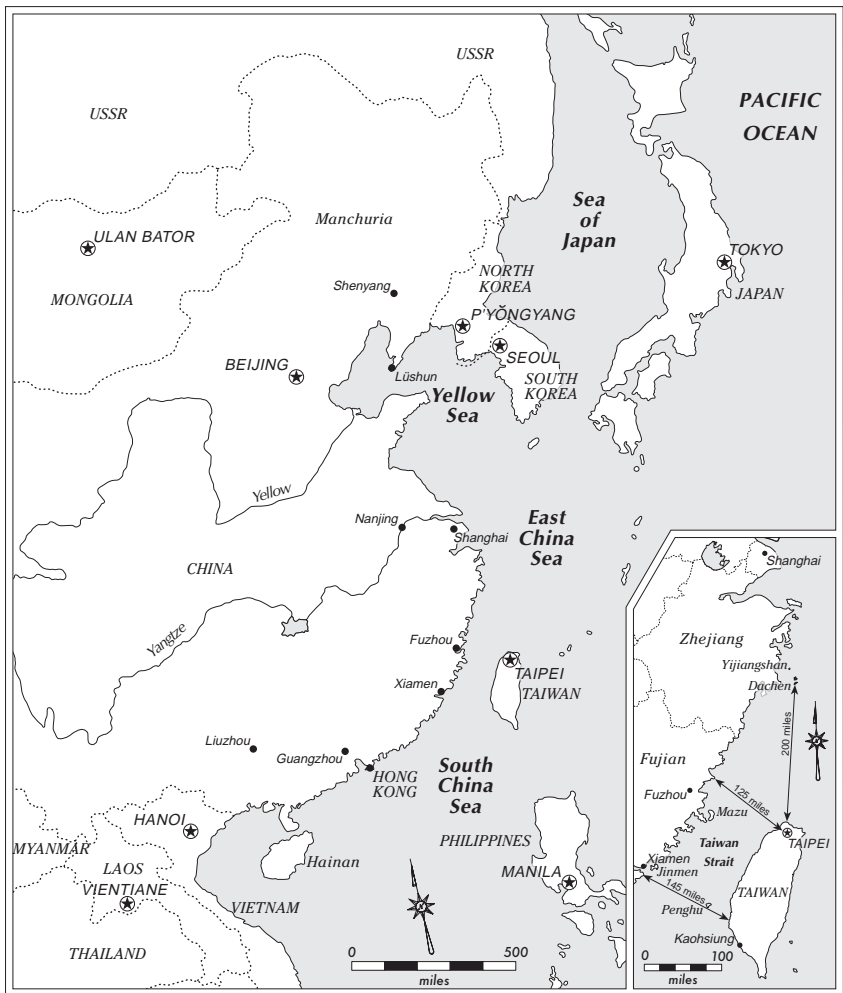 USSR
USSR
PACIFIC
OCEAN
Sea
of
Japan
Manchuria
ULAN BATOR
MONGOLIA
TOKYO
JAPAN
NORTH
KOREA
Shenyang
P'YŎNGYANG
SEOUL
SOUTH
KOREA
BEIJING
Lüshun
Yellow
Sea
Yellow
Nanjing
Shanghai
East
China
Sea
CHINA
Yangtze
Fuzhou
TAIPEI
TAIWAN
Xiamen
Liuzhou
Guangzhou
HONG
KONG
South
China
Sea
HANOI
MYANMAR
LAOS
VIENTIANE
Hainan
PHILIPPINES
MANILA
VIETNAM
THAILAND
0 500
miles
Shanghai
Zhejiang
Yijiangshan
Dachen
200 miles
Fujian
Fuzhou
125 miles
Mazu
Taiwan
Strait
TAIPEI
Xiamen
Jinmen
145 miles
Penghu
TAIWAN
Kaohsiung
0 100
miles